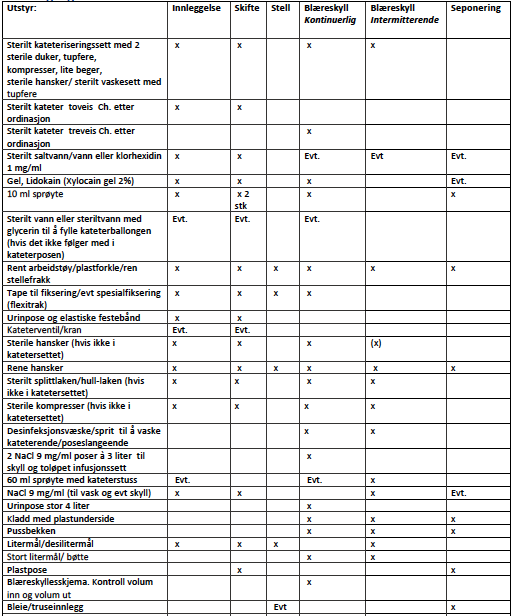 Utstyr: Innleggelse Skifte Stell Blæreskyll Blæreskyll Seponering
Kontinuerlig Intermitterende
Sterilt kateteriseringssett med 2 x x x x
sterile duker, tupfere,
kompresser, lite beger,
sterile hansker/ sterilt vaskesett med
tupfere
Sterilt kateter toveis Ch. etter x x
ordinasjon
Sterilt kateter treveis Ch. etter x
ordinasjon
Sterilt saltvann/vann eller klorhexidin x x Evt. Evt Evt.
1 mg/ml
Gel, Lidokain (Xylocain gel 2%) x x x Evt.
10 ml sprøyte x x 2 x x
stk
Sterilt vann eller steriltvann med Evt. Evt. Evt.
glycerin til å fylle kateterballongen
(hvis det ikke følger med i
kateterposen)
Rent arbeidstøy/plastforkle/ren x x x x x x
stellefrakk
Tape til fiksering/evt spesialfiksering x x x x
(flexitrak)
Urinpose og elastiske festebånd x x
Kateterventil/kran Evt. Evt.
Sterile hansker (hvis ikke i x x x (x)
katetersettet)
Rene hansker x x x x x x
Sterilt splittlaken/hull-laken (hvis x x x x
ikke i katetersettet)
Sterile kompresser (hvis ikke i x x x x
katetersettet)
Desinfeksjonsvæske/sprit til å vaske x x
kateterende/poseslangeende
2 NaCl 9 mg/ml poser à 3 liter til x
skyll og toløpet infusjonssett
60 ml sprøyte med kateterstuss Evt. Evt. x
NaCl 9 mg/ml (til vask og evt skyll) x x x Evt.
Urinpose stor 4 liter x
Kladd med plastunderside x x x
Pussbekken x x x
Litermål/desilitermål x x x x
Stort litermål/ bøtte x x
Plastpose x x
Blæreskyllesskjema. Kontroll volum x
inn og volum ut
Bleie/truseinnlegg Evt x